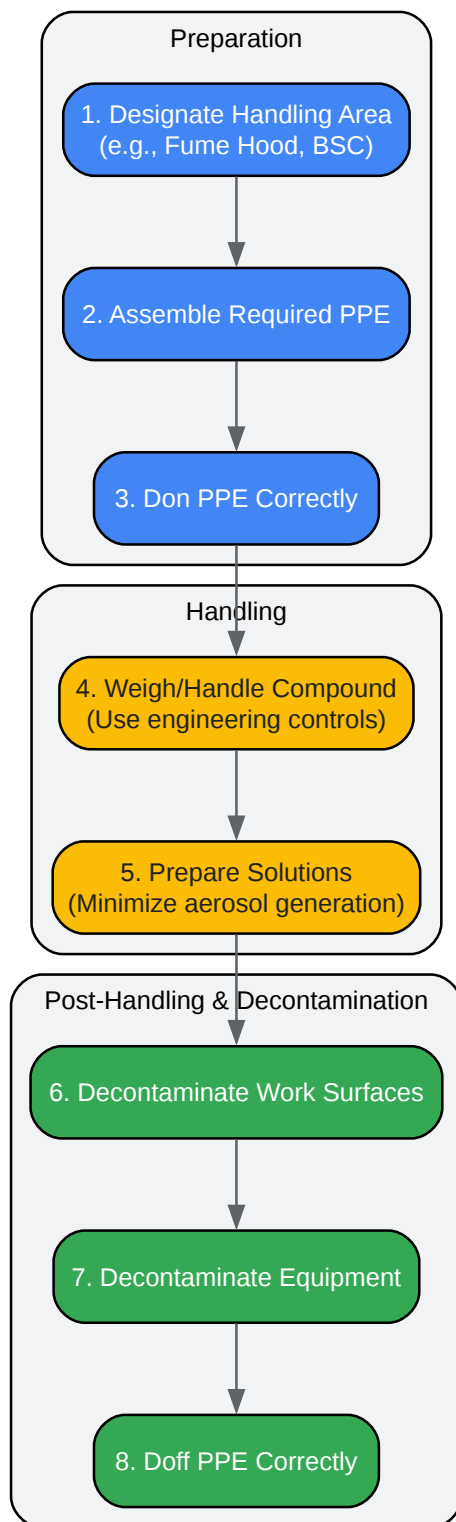 Preparation
1. Designate Handling Area
(e.g., Fume Hood, BSC)
2. Assemble Required PPE
3. Don PPE Correctly
Handling
4. Weigh/Handle Compound
(Use engineering controls)
5. Prepare Solutions
(Minimize aerosol generation)
Post-Handling & Decontamination
6. Decontaminate Work Surfaces
7. Decontaminate Equipment
8. Doff PPE Correctly